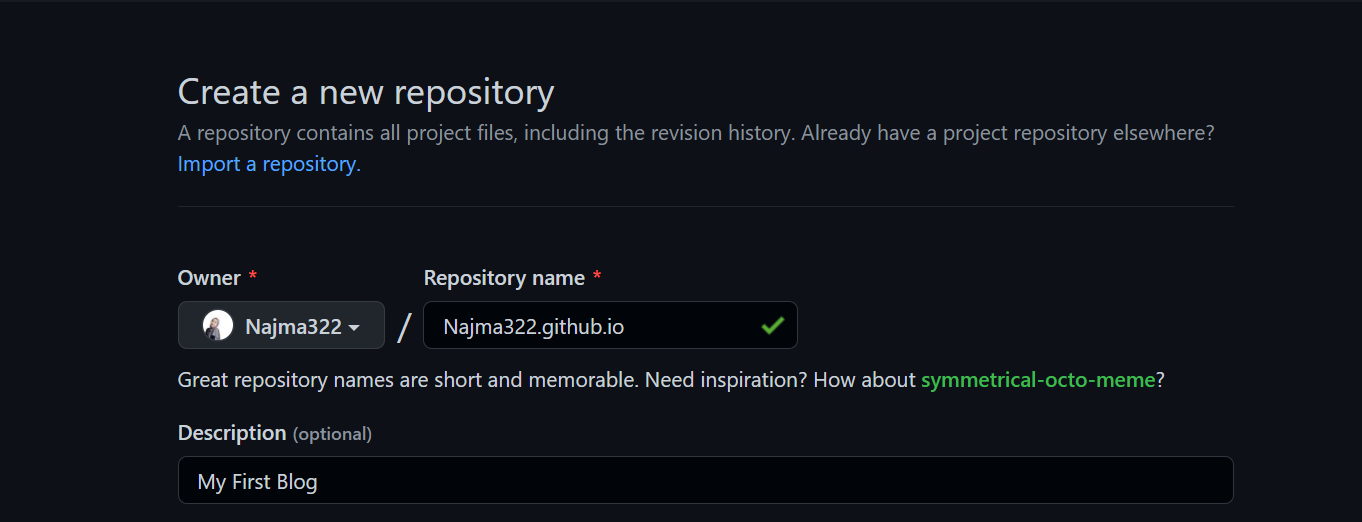 Create a new repository
A repository contains all project files, including the revision history. Already have a project repository elsewhere?
Import a repository.
Owner * Repository name *
Najma322 / Najma322.github.io
Great repository names are short and memorable. Need inspiration? How about symmetrical-octo-meme?
Description (optional)
My First Blog